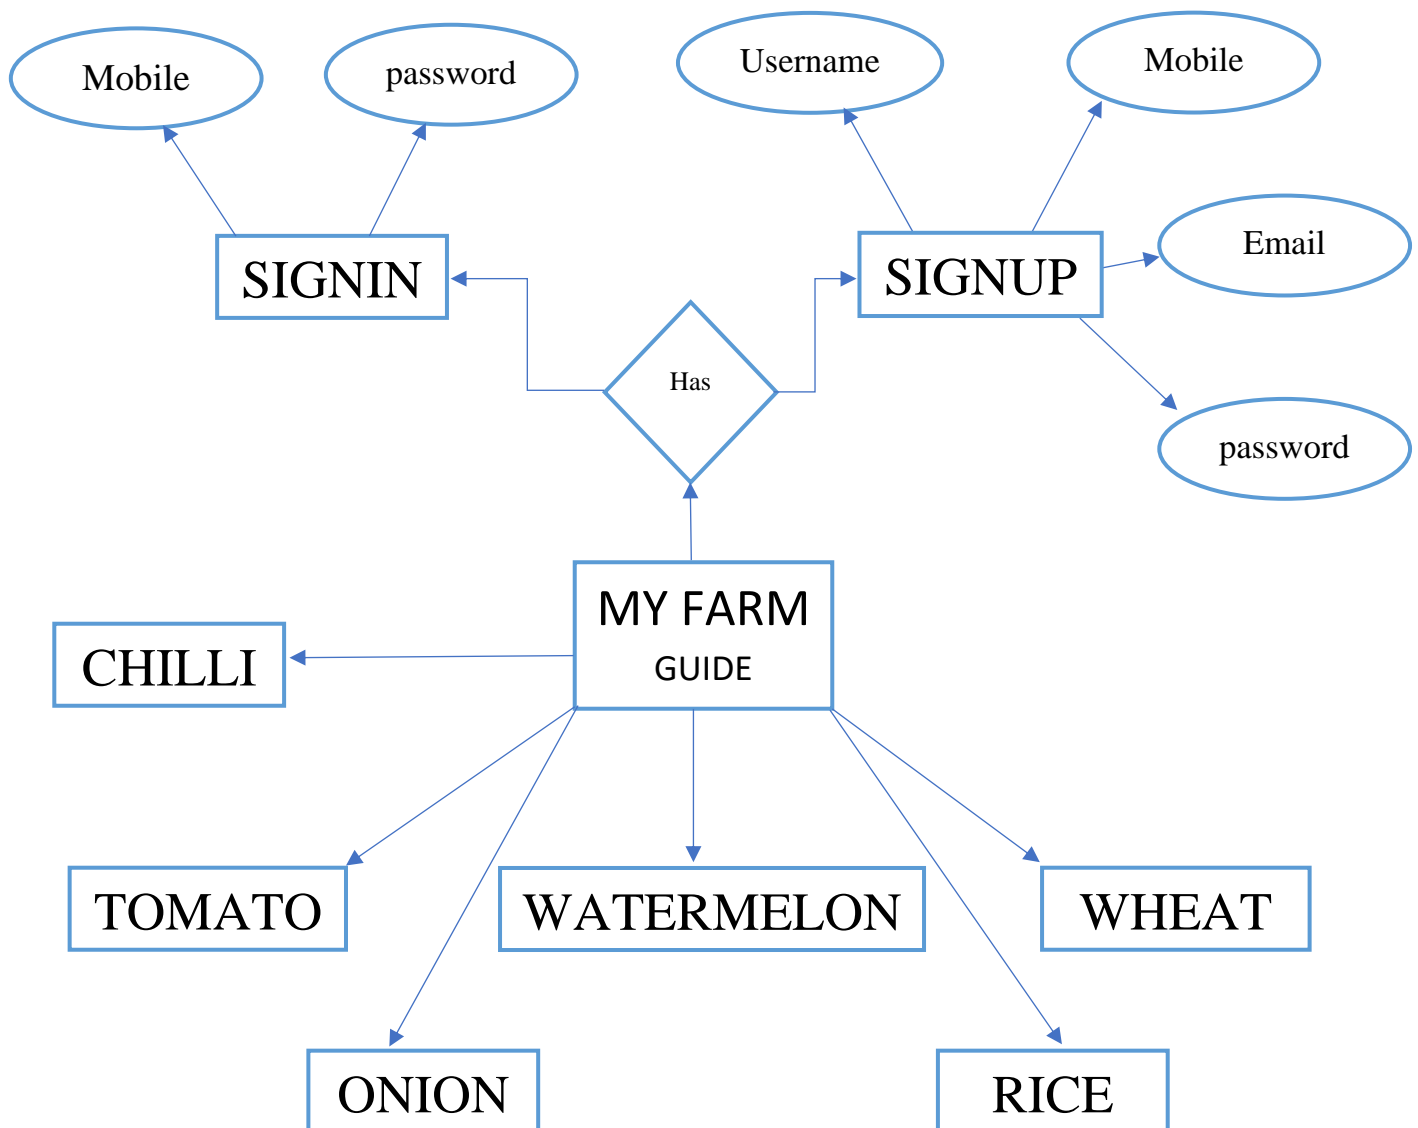 Mobile
password
Username
Mobile
SIGNIN
SIGNUP
Email
Has
password
MY FARM
GUIDE
CHILLI
TOMATO
WATERMELON
WHEAT
ONION
RICE